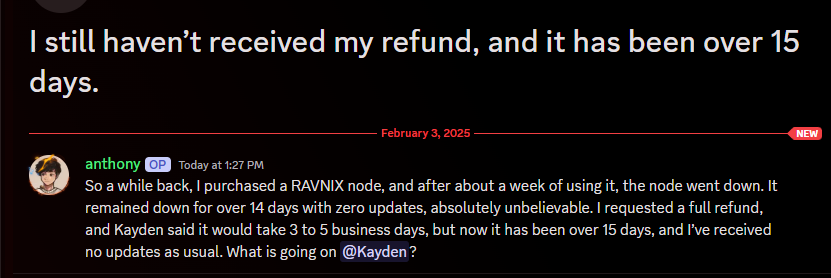 I still haven’t received my refund, and it has been over 15
days.
February 3, 2025 NEW
anthony OP Today at 1:27 PM
So a while back, I purchased a RAVNIX node, and after about a week of using it, the node went down. It
remained down for over 14 days with zero updates, absolutely unbelievable. I requested a full refund,
and Kayden said it would take 3 to 5 business days, but now it has been over 15 days, and I’ve received
no updates as usual. What is going on @Kayden?